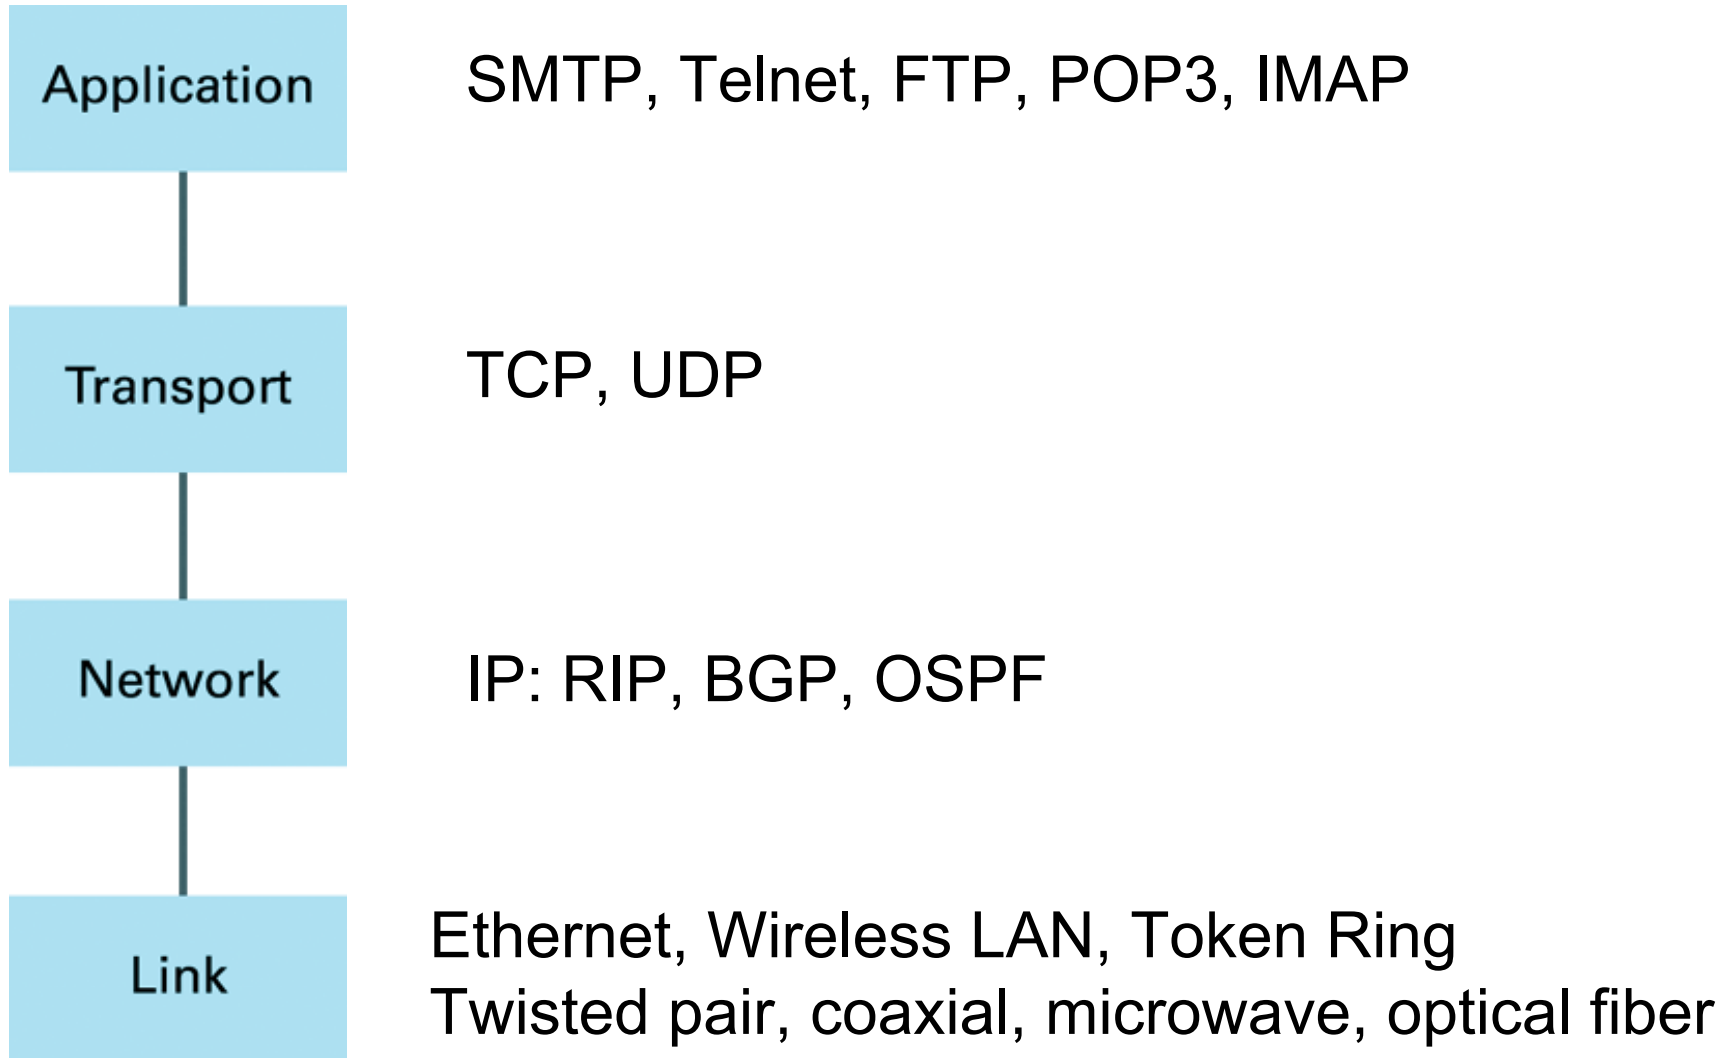 Application
SMTP, Telnet, FTP, POP3, IMAP
Transport
TCP, UDP
Network
IP: RIP, BGP, OSPF
Link
Ethernet, Wireless LAN, Token Ring
Twisted pair, coaxial, microwave, optical fiber